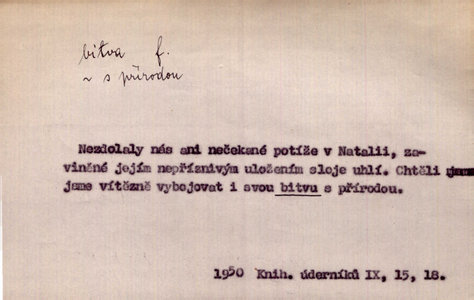 bitva f.
~ s přírodou
Nezdolaly nás ani nečekané potíže v Natalii, za-
viněné jejím nepříznivým uložením sloje uhlí. Chtěli
jsme vítězně vybojovat i svou bitvu s přírodou.
1950 Knih. úderníků IX, 15, 18.